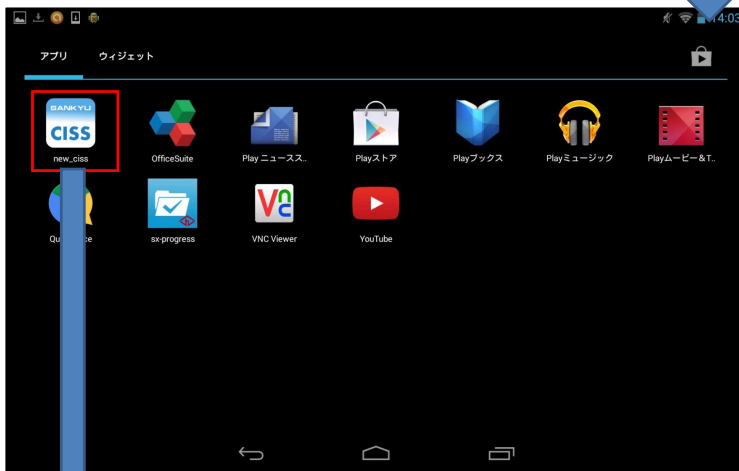 14:03
アプリ ウィジェット
SANKYU
CISS
new_ciss OfficeSuite Play ニュースス.. Playストア Playブックス Playミュージック Playムービー＆T..
sx-progress VNC Viewer YouTube